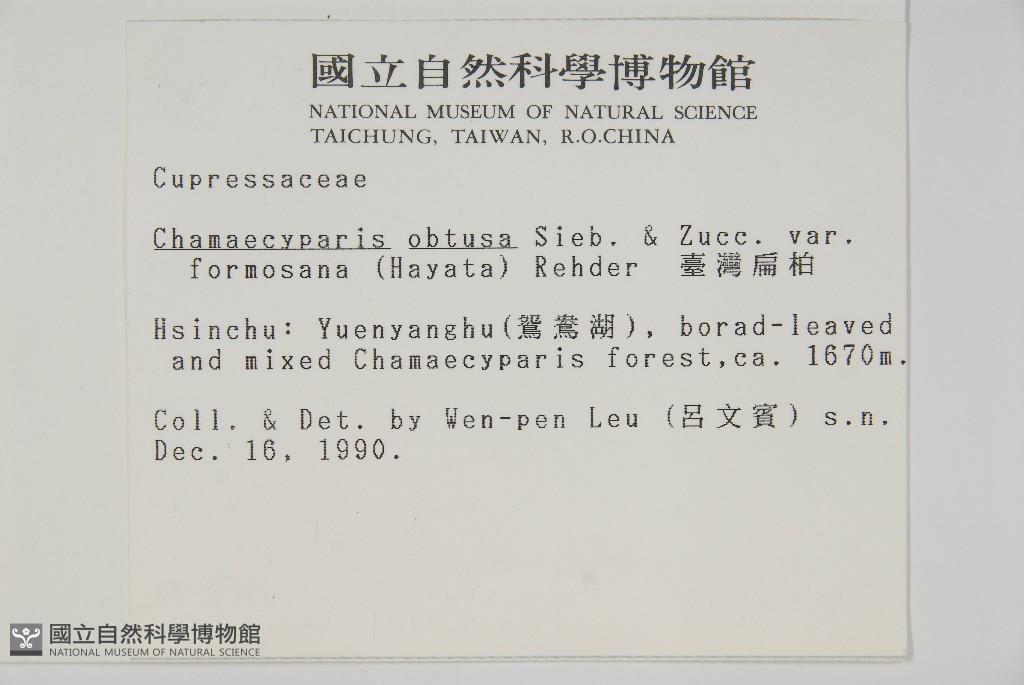 國立自然科學博物館
NATIONAL MUSEUM OF NATURAL SCIENCE
TAICHUNG, TAIWAN, R.O.CHINA
Cupressaceae
Chamaecyparis obtusa Sieb. & Zucc. var.
formosana (Hayata) Rehder 臺灣扁柏
Hsinchu: Yuenyanghu(鴛鴦湖), borad-leaved
and mixed Chamaecyparis forest,ca. 1670m.
Coll. & Det. by Wen-pen Leu (呂文賓) s.n.
Dec. 16, 1990.
國立自然科學博物館
NATIONAL MUSEUM OF NATURAL SCIENCE